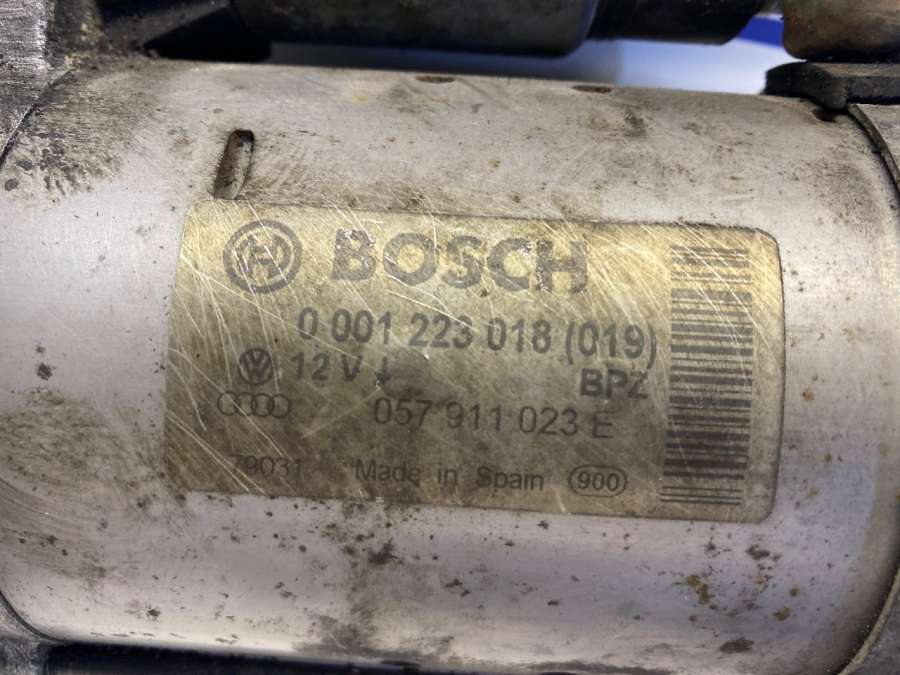 BOSCH
0 001 223 018 (019)
12 V ↓ BPZ
057 911 023 E
79031 Made in Spain 900